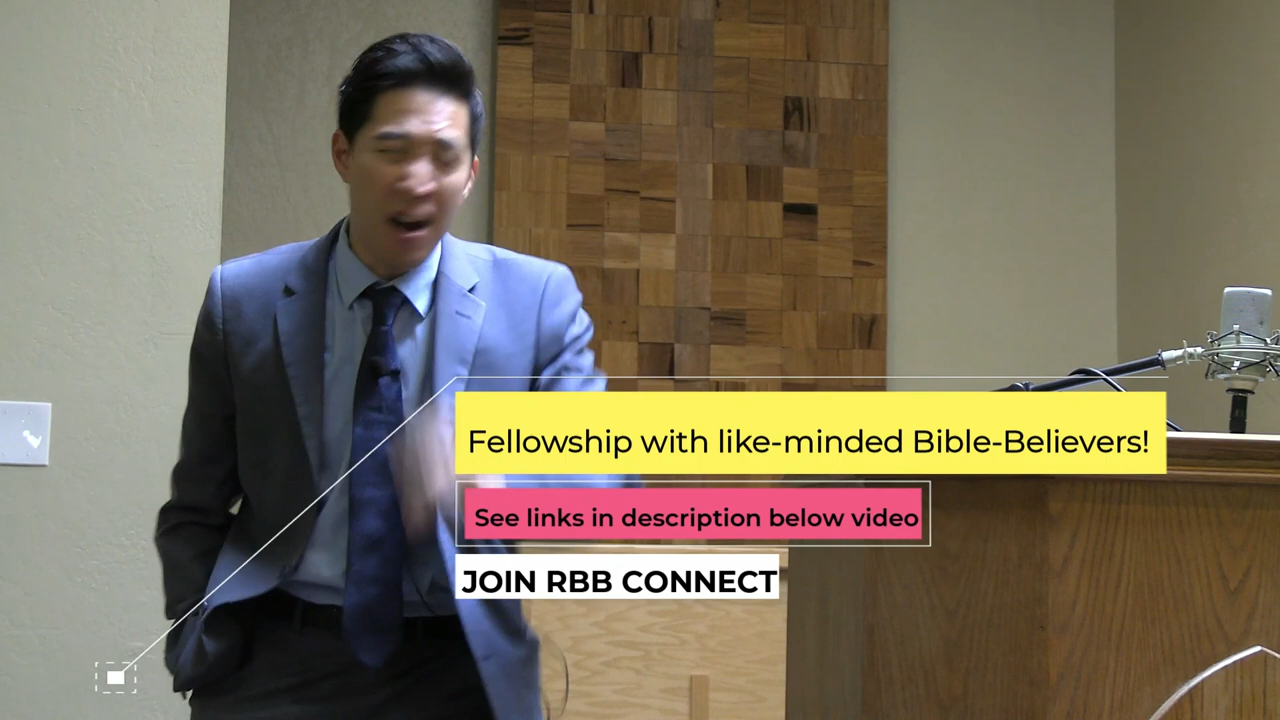 Fellowship with like-minded Bible-Believers!
See links in description below video
JOIN RBB CONNECT